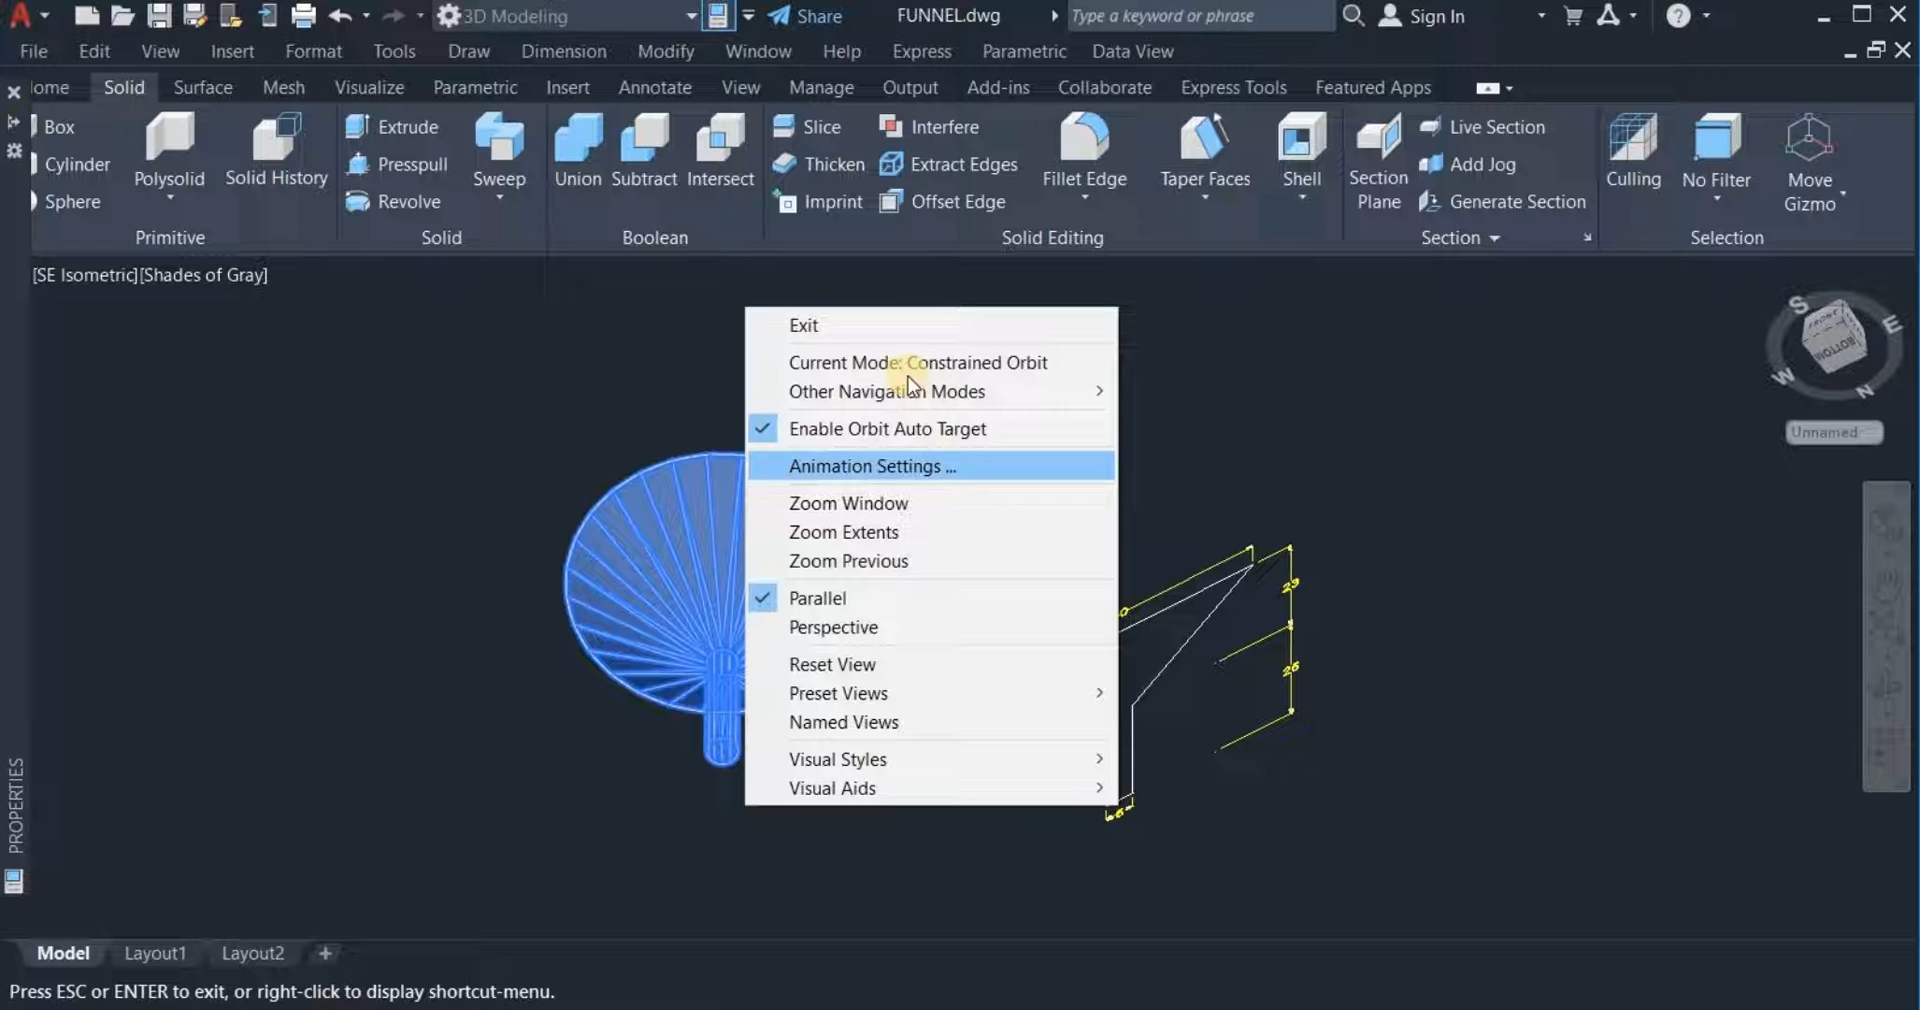 3D Modeling
Share
FUNNEL.dwg
Type a keyword or phrase
Sign In
File Edit View Insert Format Tools Draw Dimension Modify Window Help Express Parametric Data View
ome Solid Surface Mesh Visualize Parametric Insert Annotate View Manage Output Add-ins Collaborate Express Tools Featured Apps
Box
Cylinder
Sphere
Polysolid
Solid History
Primitive
Extrude
Presspull
Revolve
Sweep
Solid
Union Subtract Intersect
Boolean
Slice
Thicken
Imprint
Interfere
Extract Edges
Offset Edge
Fillet Edge
Taper Faces
Shell
Solid Editing
Section
Plane
Live Section
Add Jog
Generate Section
Section
Culling
No Filter
Move
Gizmo
Selection
[SE Isometric][Shades of Gray]
S
E
W
N
FRONT
BOTTOM
Unnamed
Exit
Current Mode: Constrained Orbit
Other Navigation Modes
Enable Orbit Auto Target
Animation Settings ...
Zoom Window
Zoom Extents
Zoom Previous
Parallel
Perspective
Reset View
Preset Views
Named Views
Visual Styles
Visual Aids
PROPERTIES
Model Layout1 Layout2 +
Press ESC or ENTER to exit, or right-click to display shortcut-menu.